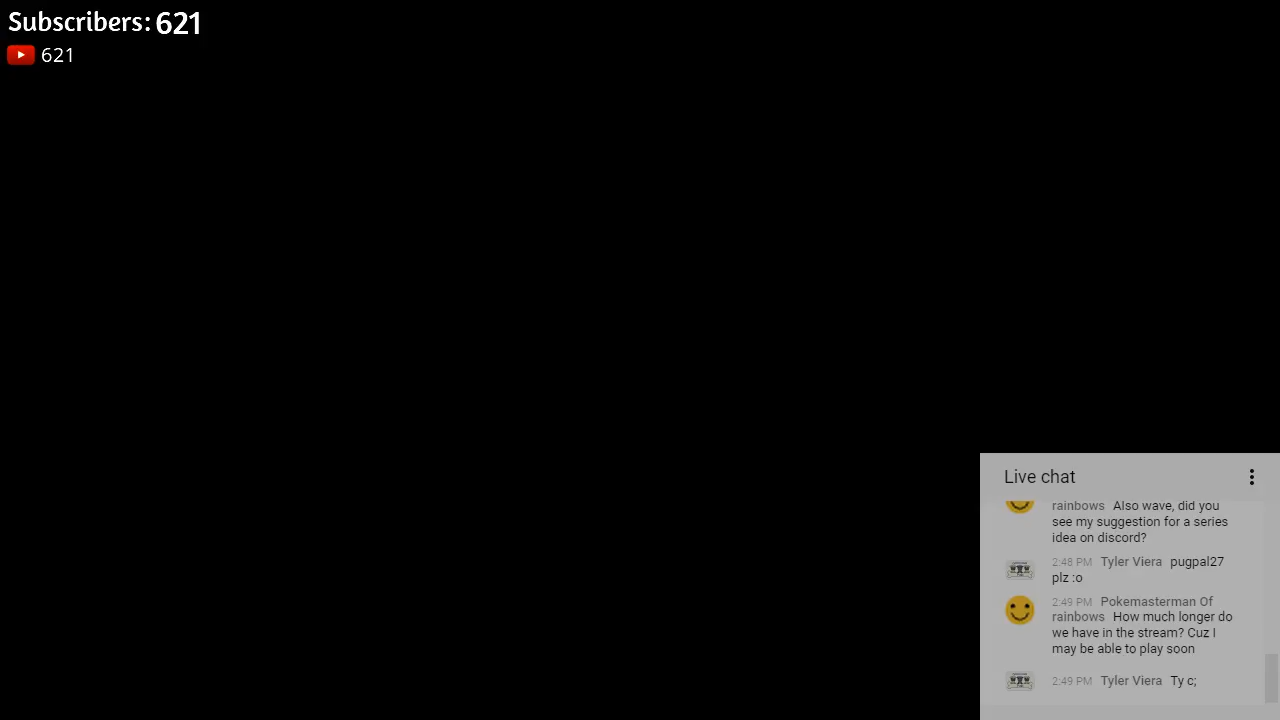 Subscribers: 621
621
Live chat
rainbows Also wave, did you
see my suggestion for a series
idea on discord?
2:48 PM Tyler Viera pugpal27
plz :o
2:49 PM Pokemasterman Of
rainbows How much longer do
we have in the stream? Cuz I
may be able to play soon
2:49 PM Tyler Viera Ty c;